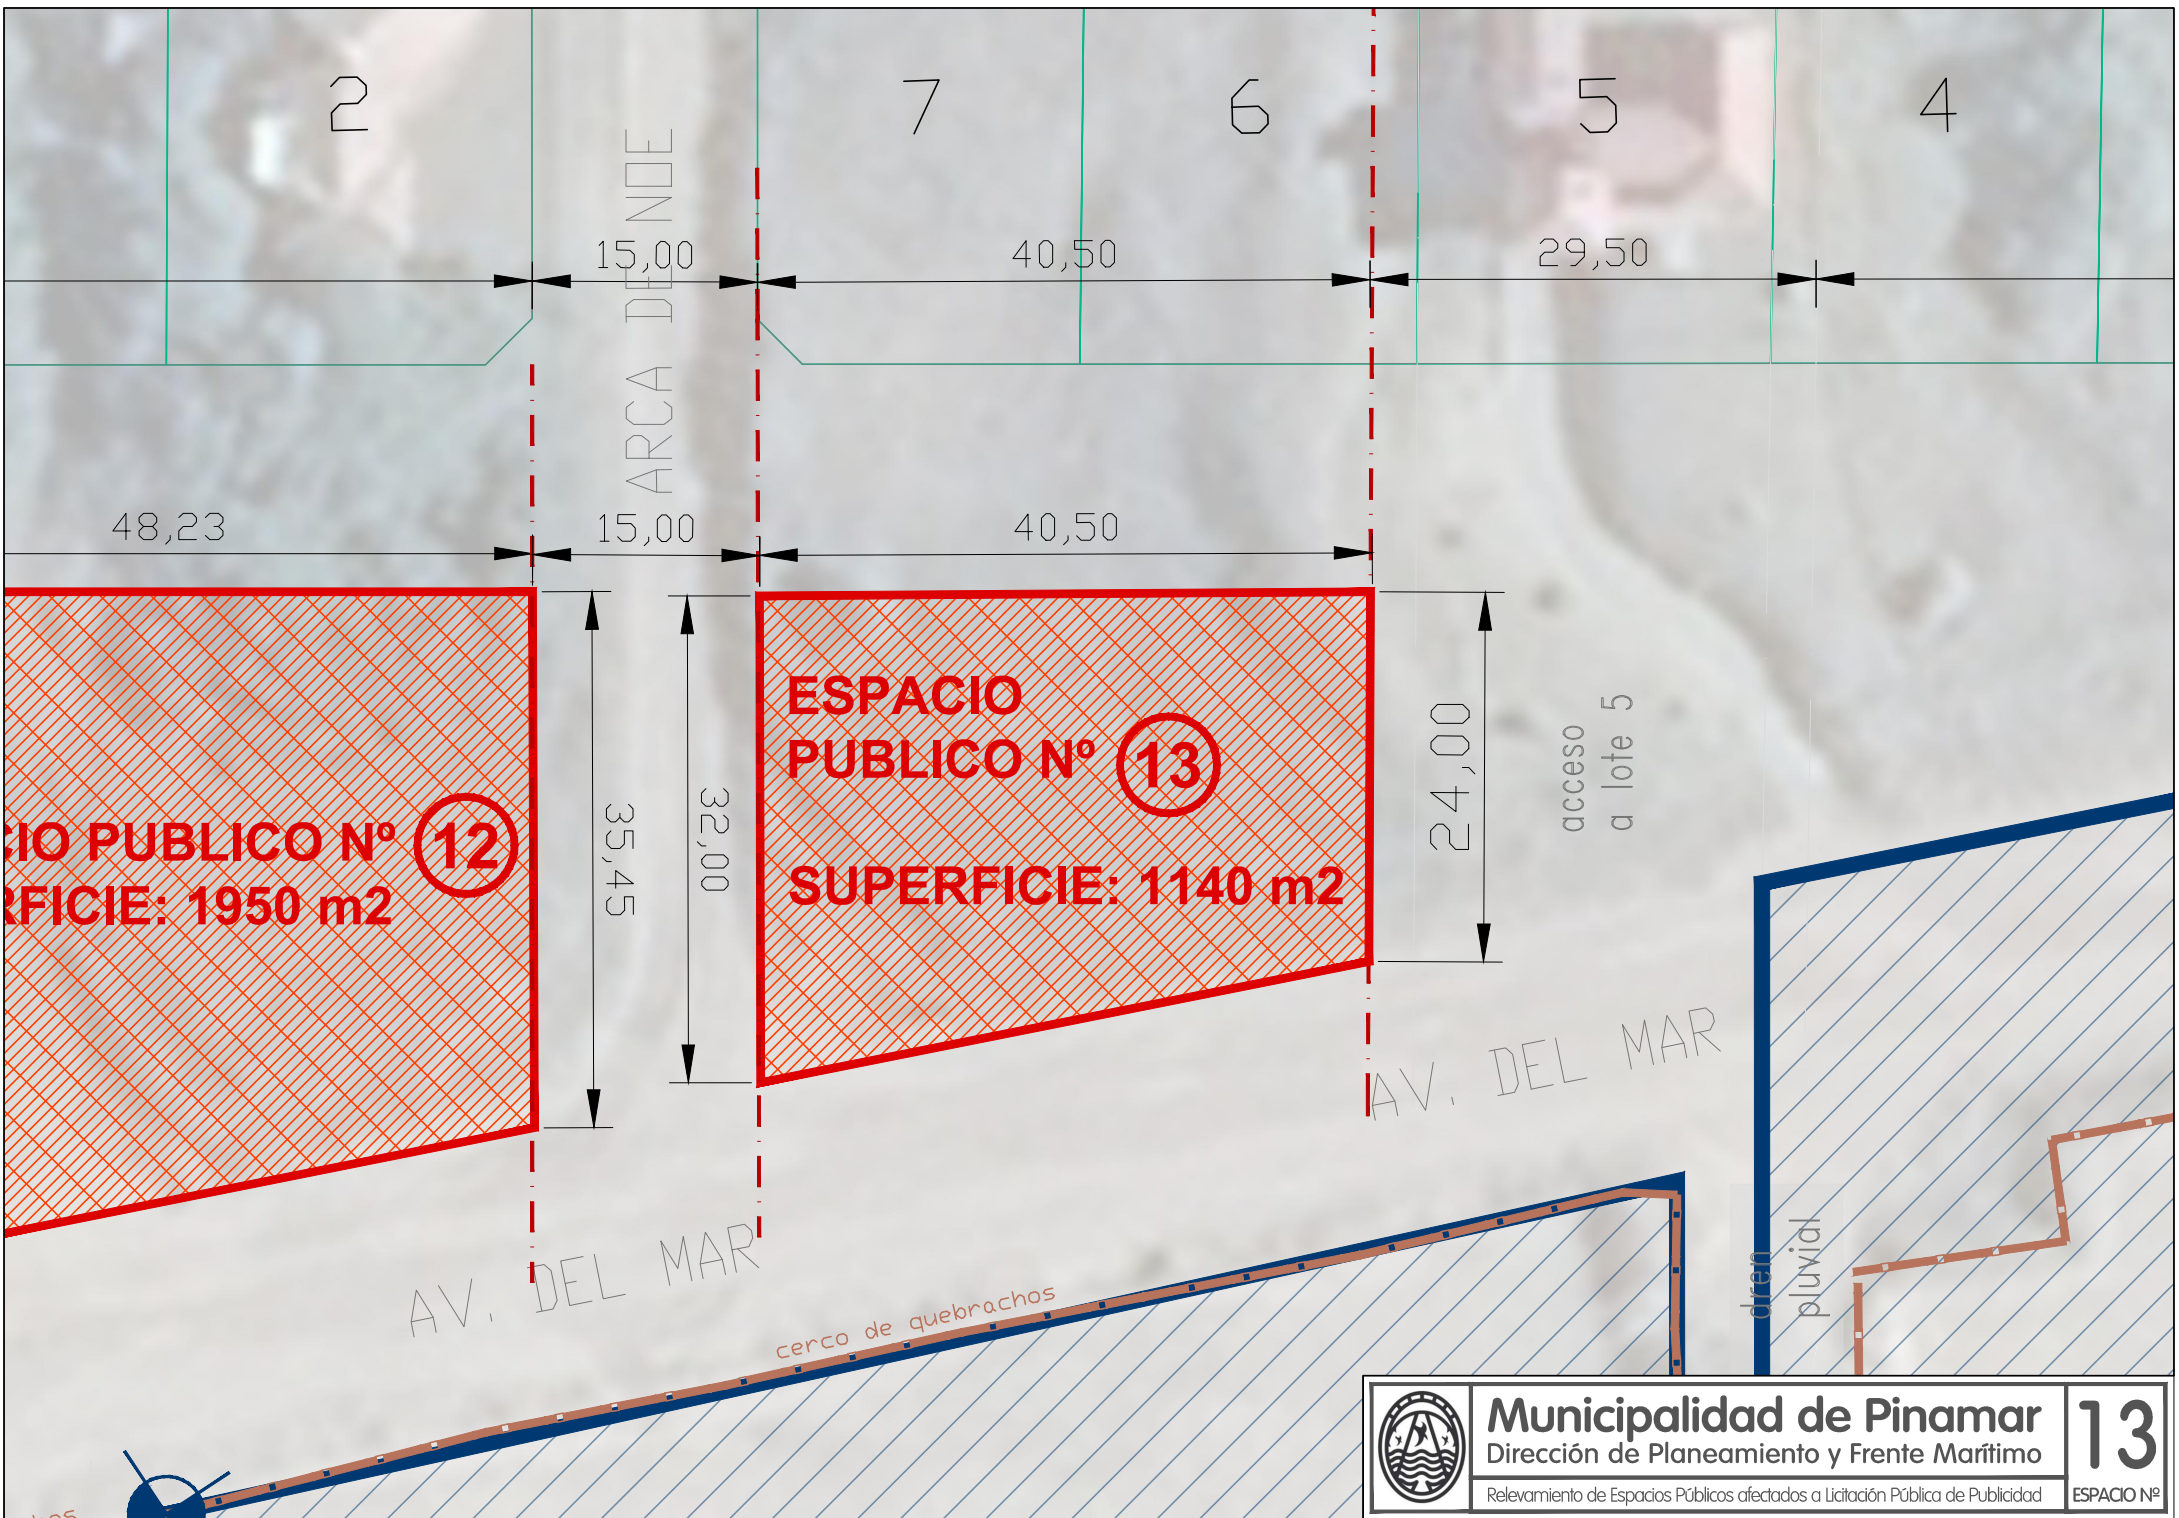 2
7
6
5
4
ARCA DE NOE
15,00
40,50
29,50
48,23
15,00
40,50
ESPACIO
PUBLICO Nº 13
SUPERFICIE: 1140 m2
CIO PUBLICO Nº 12
RFICIE: 1950 m2
35,45
32,00
24,00
acceso
a lote 5
AV. DEL MAR
AV. DEL MAR
cerco de quebrachos
dren
pluvial
Municipalidad de Pinamar
Dirección de Planeamiento y Frente Marítimo
Relevamiento de Espacios Públicos afectados a Licitación Pública de Publicidad
13
ESPACIO Nº